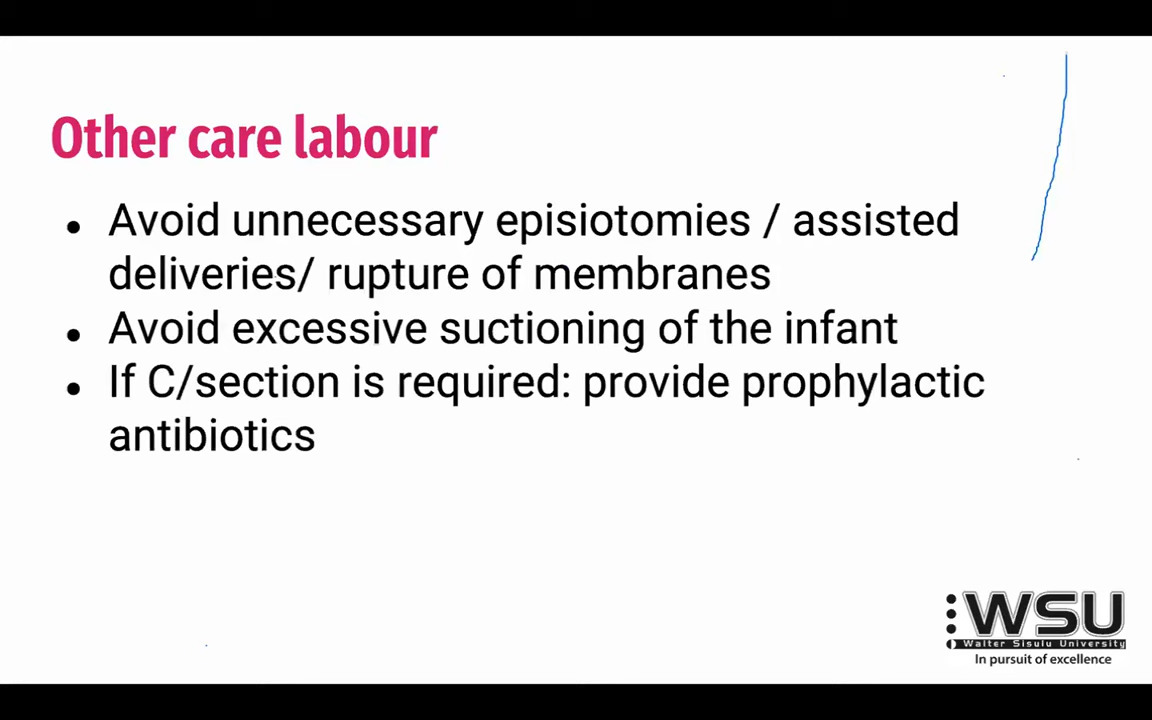 Other care labour
● Avoid unnecessary episiotomies / assisted
deliveries/ rupture of membranes
● Avoid excessive suctioning of the infant
● If C/section is required: provide prophylactic
antibiotics
WSU
Walter Sisulu University
In pursuit of excellence